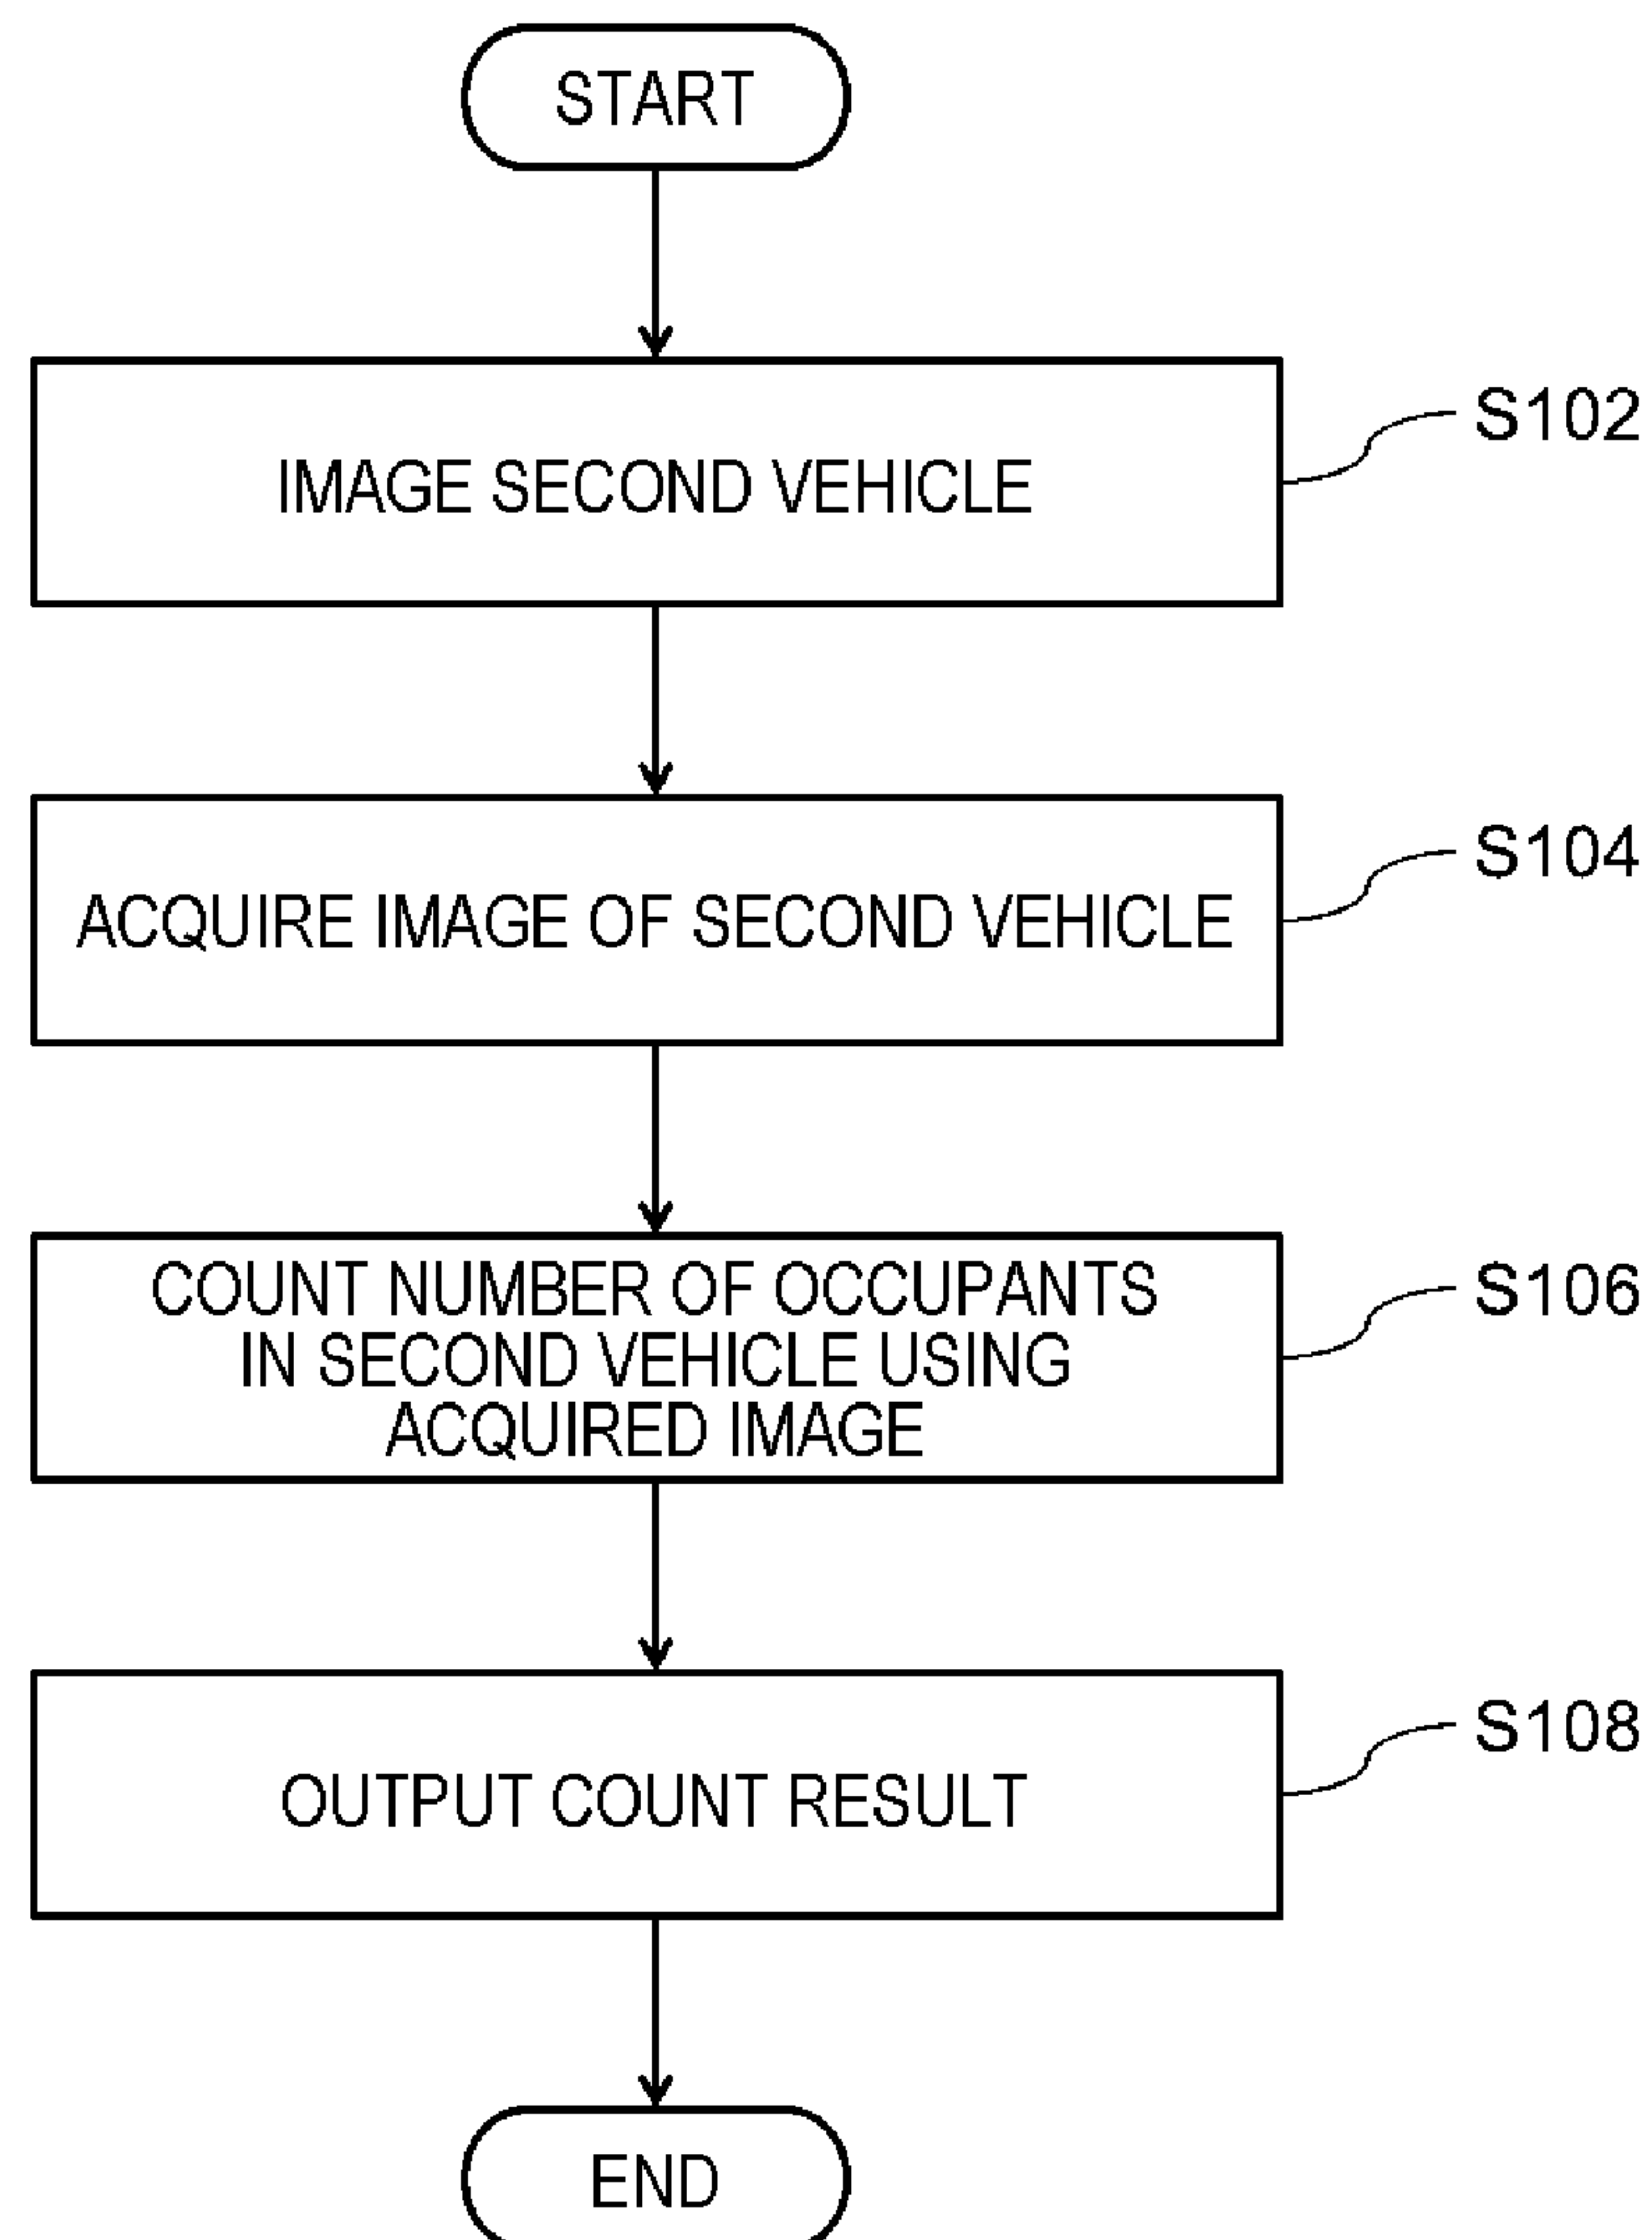 START
IMAGE SECOND VEHICLE
S102
ACQUIRE IMAGE OF SECOND VEHICLE
S104
COUNT NUMBER OF OCCUPANTS
IN SECOND VEHICLE USING
ACQUIRED IMAGE
S106
OUTPUT COUNT RESULT
S108
END